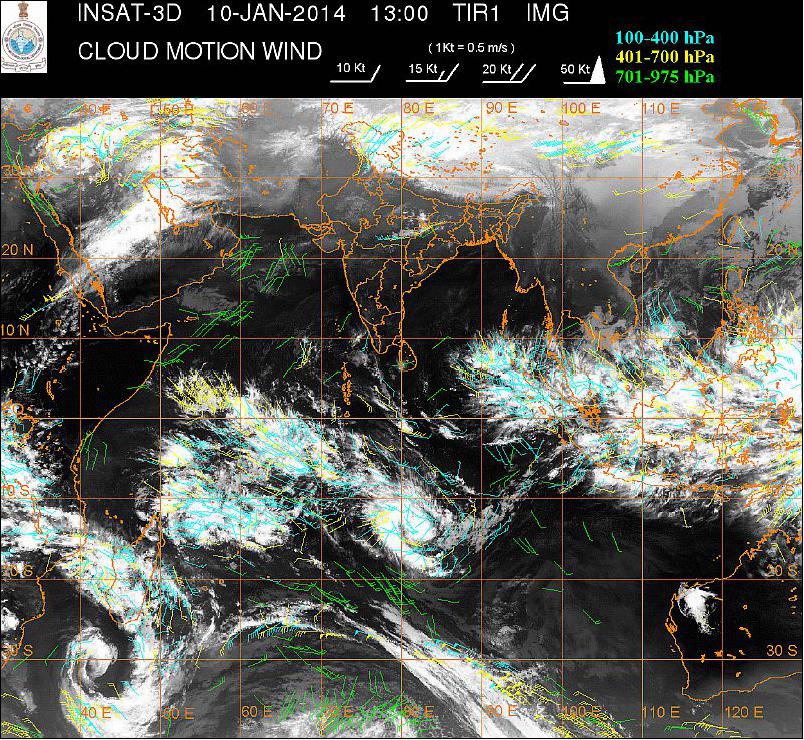 INSAT-3D 10-JAN-2014 13:00 TIR1 IMG
CLOUD MOTION WIND
( 1Kt = 0.5 m/s )
10 Kt 15 Kt 20 Kt 50 Kt
100-400 hPa
401-700 hPa
701-975 hPa
40 E 50 E 60 E 70 E 80 E 90 E 100 E 110 E
30 N
20 N 20 N
10 N
10 S
20 S
30 S 30 S
40 E 50 E 60 E 70 E 80 E 90 E 100 E 110 E 120 E